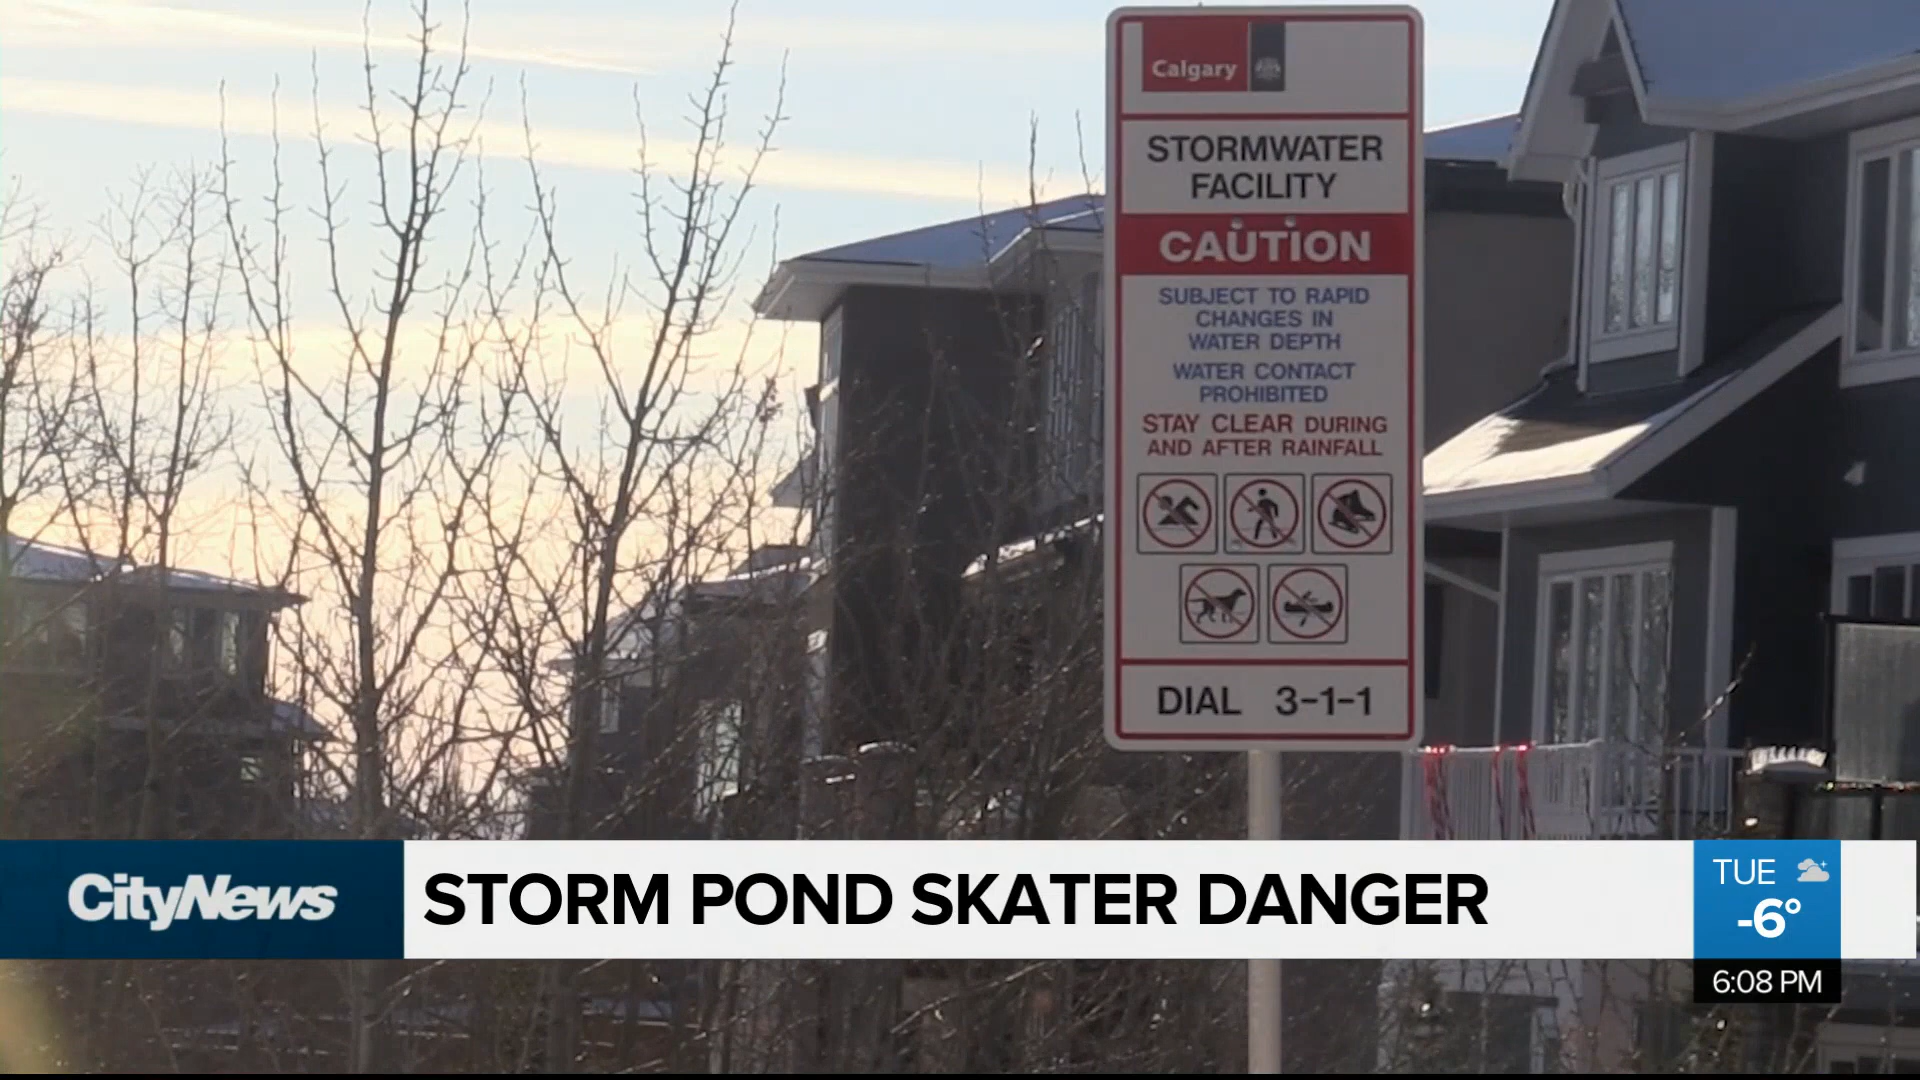 Calgary
STORMWATER
FACILITY
CAUTION
SUBJECT TO RAPID
CHANGES IN
WATER DEPTH
WATER CONTACT
PROHIBITED
STAY CLEAR DURING
AND AFTER RAINFALL
DIAL 3-1-1
CityNews
STORM POND SKATER DANGER
TUE
-6°
6:08 PM